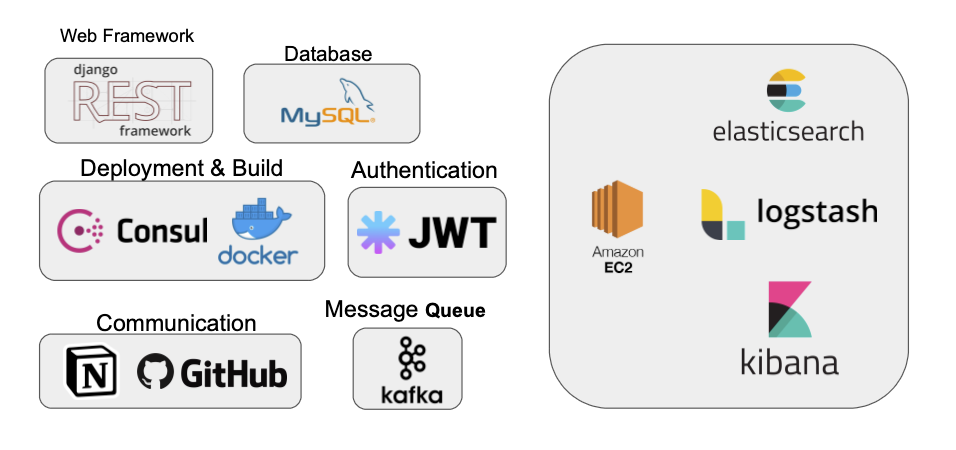 Web Framework
django
REST
framework
Database
MySQL®
Deployment & Build
Consul
docker
Authentication
JWT
Communication
N
GitHub
Message Queue
kafka
elasticsearch
Amazon
EC2
logstash
kibana